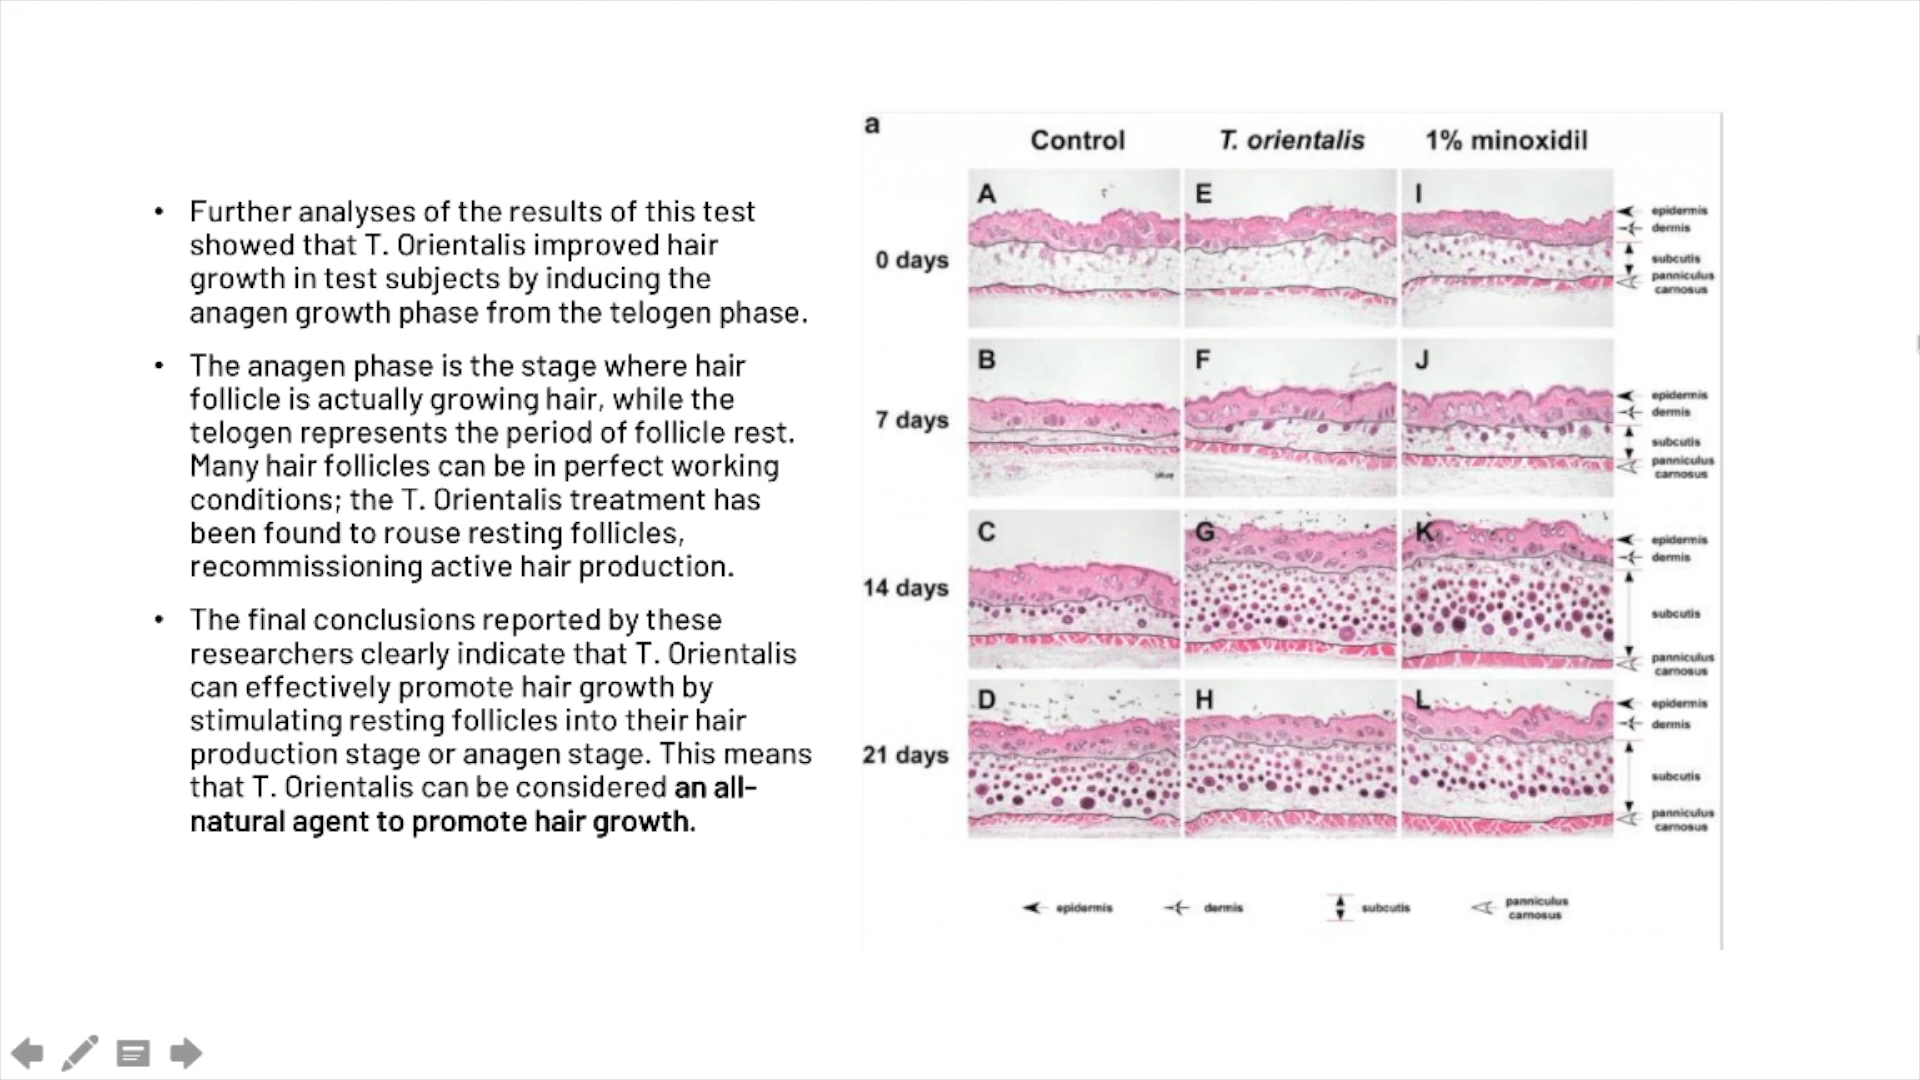 • Further analyses of the results of this test
showed that T. Orientalis improved hair
growth in test subjects by inducing the
anagen growth phase from the telogen phase.
• The anagen phase is the stage where hair
follicle is actually growing hair, while the
telogen represents the period of follicle rest.
Many hair follicles can be in perfect working
conditions; the T. Orientalis treatment has
been found to rouse resting follicles,
recommissioning active hair production.
• The final conclusions reported by these
researchers clearly indicate that T. Orientalis
can effectively promote hair growth by
stimulating resting follicles into their hair
production stage or anagen stage. This means
that T. Orientalis can be considered an all-
natural agent to promote hair growth.
a
Control T. orientalis 1% minoxidil
0 days
A E I
epidermis
dermis
subcutis
panniculus
carnosus
7 days
B F J
epidermis
dermis
subcutis
panniculus
carnosus
14 days
C G K
epidermis
dermis
subcutis
panniculus
carnosus
21 days
D H L
epidermis
dermis
subcutis
panniculus
carnosus
epidermis dermis subcutis panniculus
carnosus